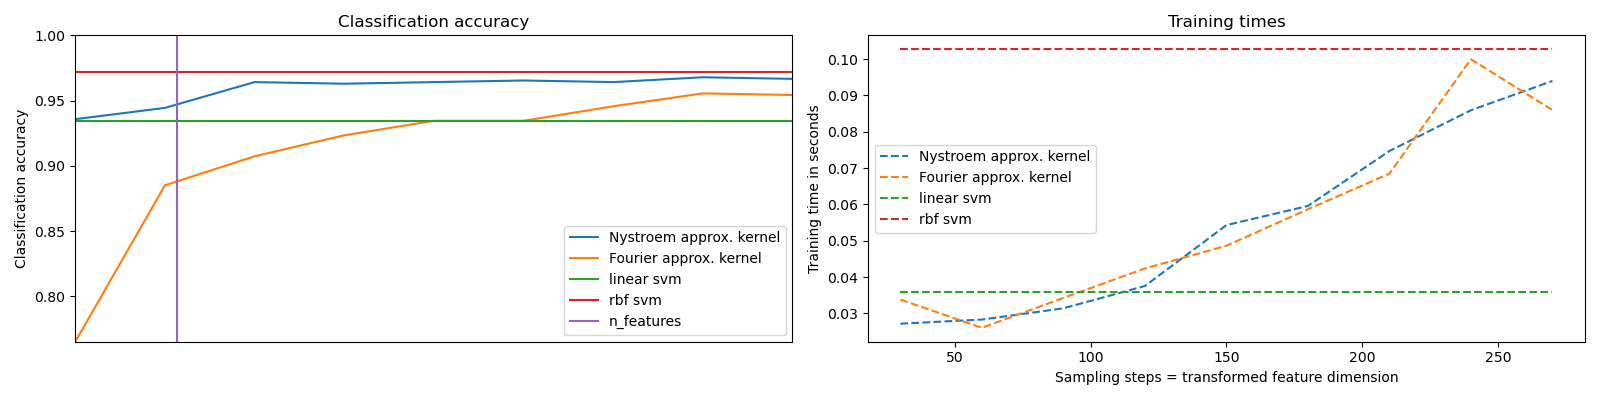 Classification accuracy
Classification accuracy
1.00
0.95
0.90
0.85
0.80
Nystroem approx. kernel
Fourier approx. kernel
linear svm
rbf svm
n_features
Training times
Training time in seconds
0.10
0.09
0.08
0.07
0.06
0.05
0.04
0.03
Nystroem approx. kernel
Fourier approx. kernel
linear svm
rbf svm
50
100
150
200
250
Sampling steps = transformed feature dimension